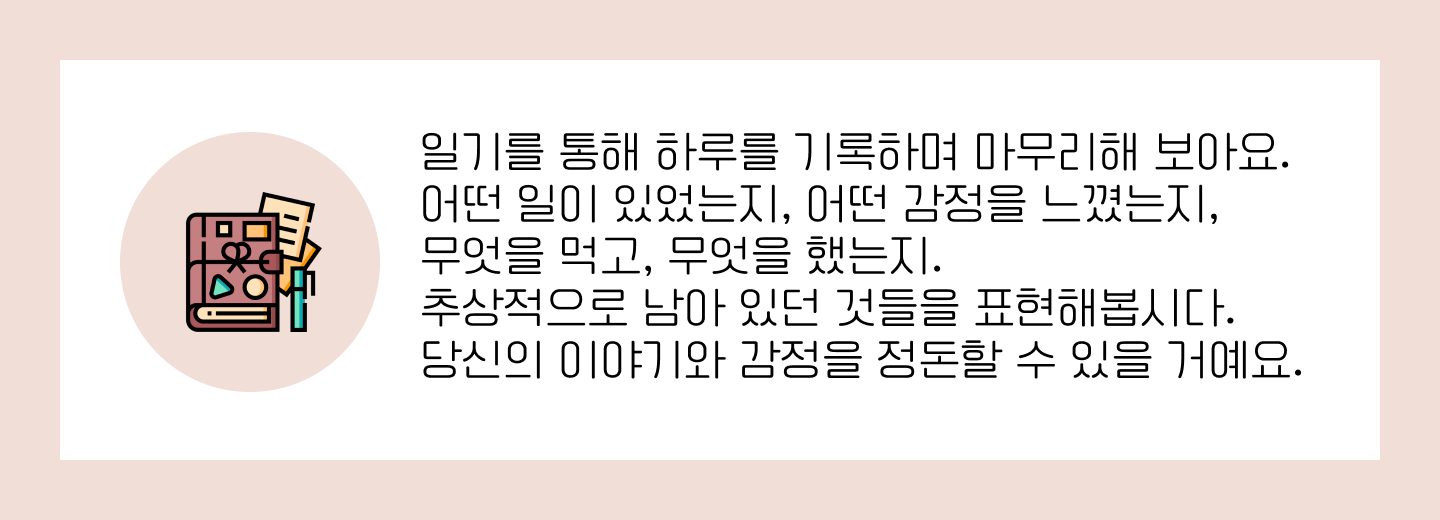 일기를 통해 하루를 기록하며 마무리해 보아요.
어떤 일이 있었는지, 어떤 감정을 느꼈는지,
무엇을 먹고, 무엇을 했는지.
추상적으로 남아 있던 것들을 표현해봅시다.
당신의 이야기와 감정을 정돈할 수 있을 거예요.